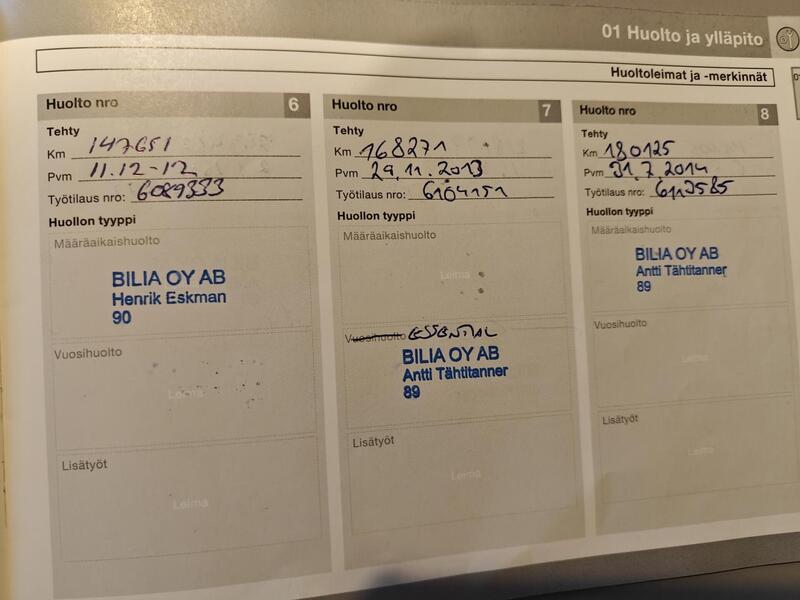 01 Huolto ja ylläpito
Huoltoleimat ja -merkinnät
Huolto nro 6
Tehty
Km 147651
Pvm 11.12-12
Työtilaus nro: 6089333
Huollon tyyppi
Määräaikaishuolto
BILIA OY AB
Henrik Eskman
90
Vuosihuolto
Leima
Lisätyöt
Leima
Huolto nro 7
Tehty
Km 168271
Pvm 29.11.2013
Työtilaus nro: 6104151
Huollon tyyppi
Määräaikaishuolto
Leima
Vuosihuolto ESSENTIAL
BILIA OY AB
Antti Tähtitanner
89
Lisätyöt
Leima
Huolto nro 8
Tehty
Km 180125
Pvm 31.7.2014
Työtilaus nro:
Huollon tyyppi
Määräaikaishuolto
BILIA OY AB
Antti Tähtitanner
89
Vuosihuolto
Leima
Lisätyöt
Leima